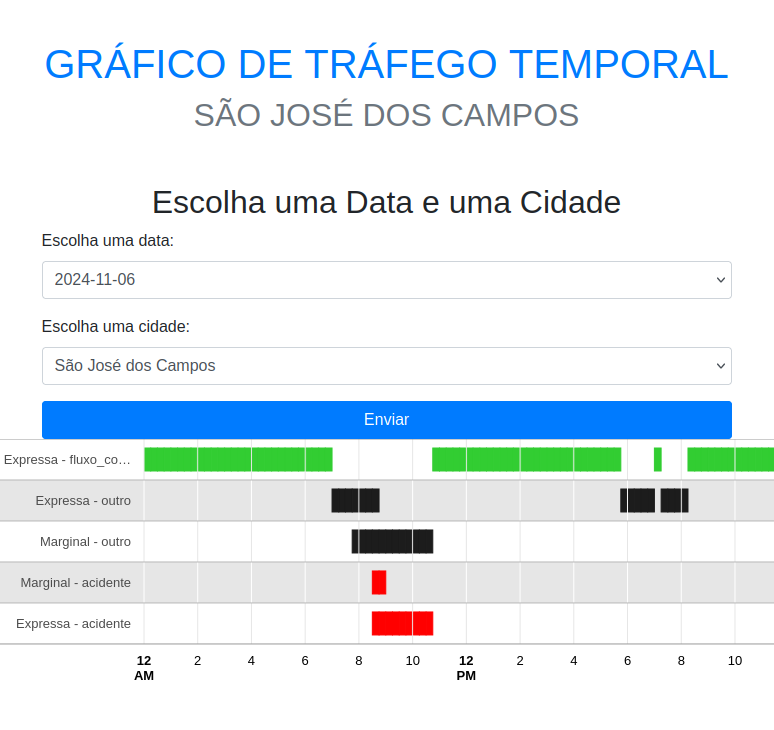 GRÁFICO DE TRÁFEGO TEMPORAL
SÃO JOSÉ DOS CAMPOS
Escolha uma Data e uma Cidade
Escolha uma data:
2024-11-06
Escolha uma cidade:
São José dos Campos
Enviar
Expressa - fluxo_co…
Expressa - outro
Marginal - outro
Marginal - acidente
Expressa - acidente
12 2 4 6 8 10 12 2 4 6 8 10
AM PM